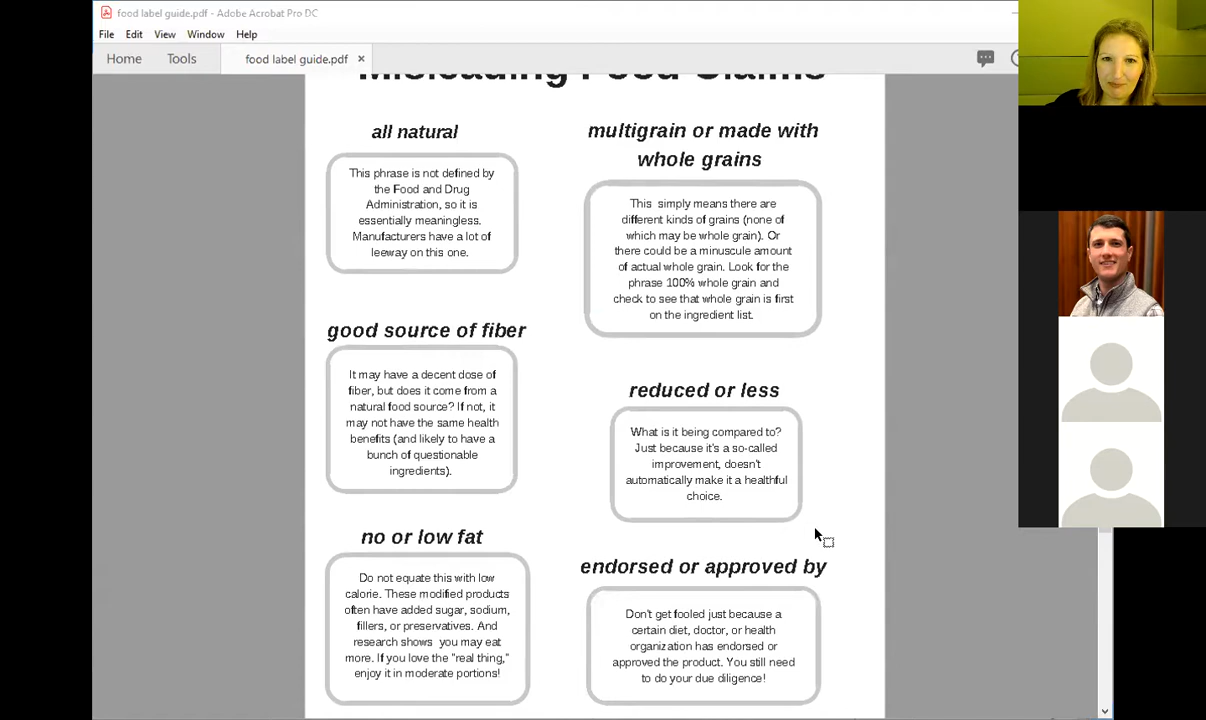 food label guide.pdf - Adobe Acrobat Pro DC
File Edit View Window Help
Home Tools food label guide.pdf ×
Misleading Food Claims
all natural
This phrase is not defined by
the Food and Drug
Administration, so it is
essentially meaningless.
Manufacturers have a lot of
leeway on this one.
multigrain or made with
whole grains
This simply means there are
different kinds of grains (none of
which may be whole grain). Or
there could be a minuscule amount
of actual whole grain. Look for the
phrase 100% whole grain and
check to see that whole grain is first
on the ingredient list.
good source of fiber
It may have a decent dose of
fiber, but does it come from a
natural food source? If not, it
may not have the same health
benefits (and likely to have a
bunch of questionable
ingredients).
reduced or less
What is it being compared to?
Just because it's a so-called
improvement, doesn't
automatically make it a healthful
choice.
no or low fat
Do not equate this with low
calorie. These modified products
often have added sugar, sodium,
fillers, or preservatives. And
research shows you may eat
more. If you love the "real thing,"
enjoy it in moderate portions!
endorsed or approved by
Don't get fooled just because a
certain diet, doctor, or health
organization has endorsed or
approved the product. You still need
to do your due diligence!